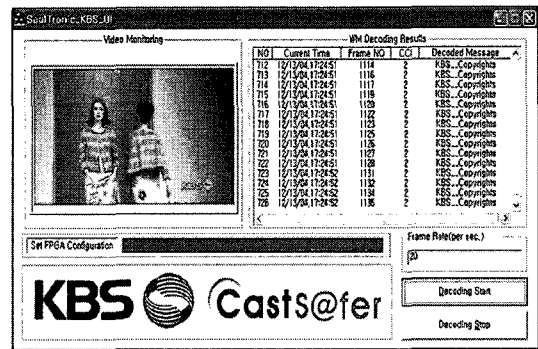 SoulTronic_KBS_UI
Video Monitoring
WM Decoding Results
NO Current Time Frame NO CCI Decoded Message
712 12/13/04,17:24:51 1114 2 KBS...Copyrights
713 12/13/04,17:24:51 1116 2 KBS...Copyrights
714 12/13/04,17:24:51 1117 2 KBS...Copyrights
715 12/13/04,17:24:51 1119 2 KBS...Copyrights
716 12/13/04,17:24:51 1120 2 KBS...Copyrights
717 12/13/04,17:24:51 1122 2 KBS...Copyrights
718 12/13/04,17:24:51 1123 2 KBS...Copyrights
719 12/13/04,17:24:51 1125 2 KBS...Copyrights
720 12/13/04,17:24:51 1126 2 KBS...Copyrights
721 12/13/04,17:24:51 1127 2 KBS...Copyrights
722 12/13/04,17:24:51 1128 2 KBS...Copyrights
723 12/13/04,17:24:52 1131 2 KBS...Copyrights
724 12/13/04,17:24:52 1132 2 KBS...Copyrights
725 12/13/04,17:24:52 1134 2 KBS...Copyrights
726 12/13/04,17:24:52 1135 2 KBS...Copyrights
Set FPGA Configuration
Frame Rate(per sec.)
20
KBS CastS@fer
Decoding Start
Decoding Stop